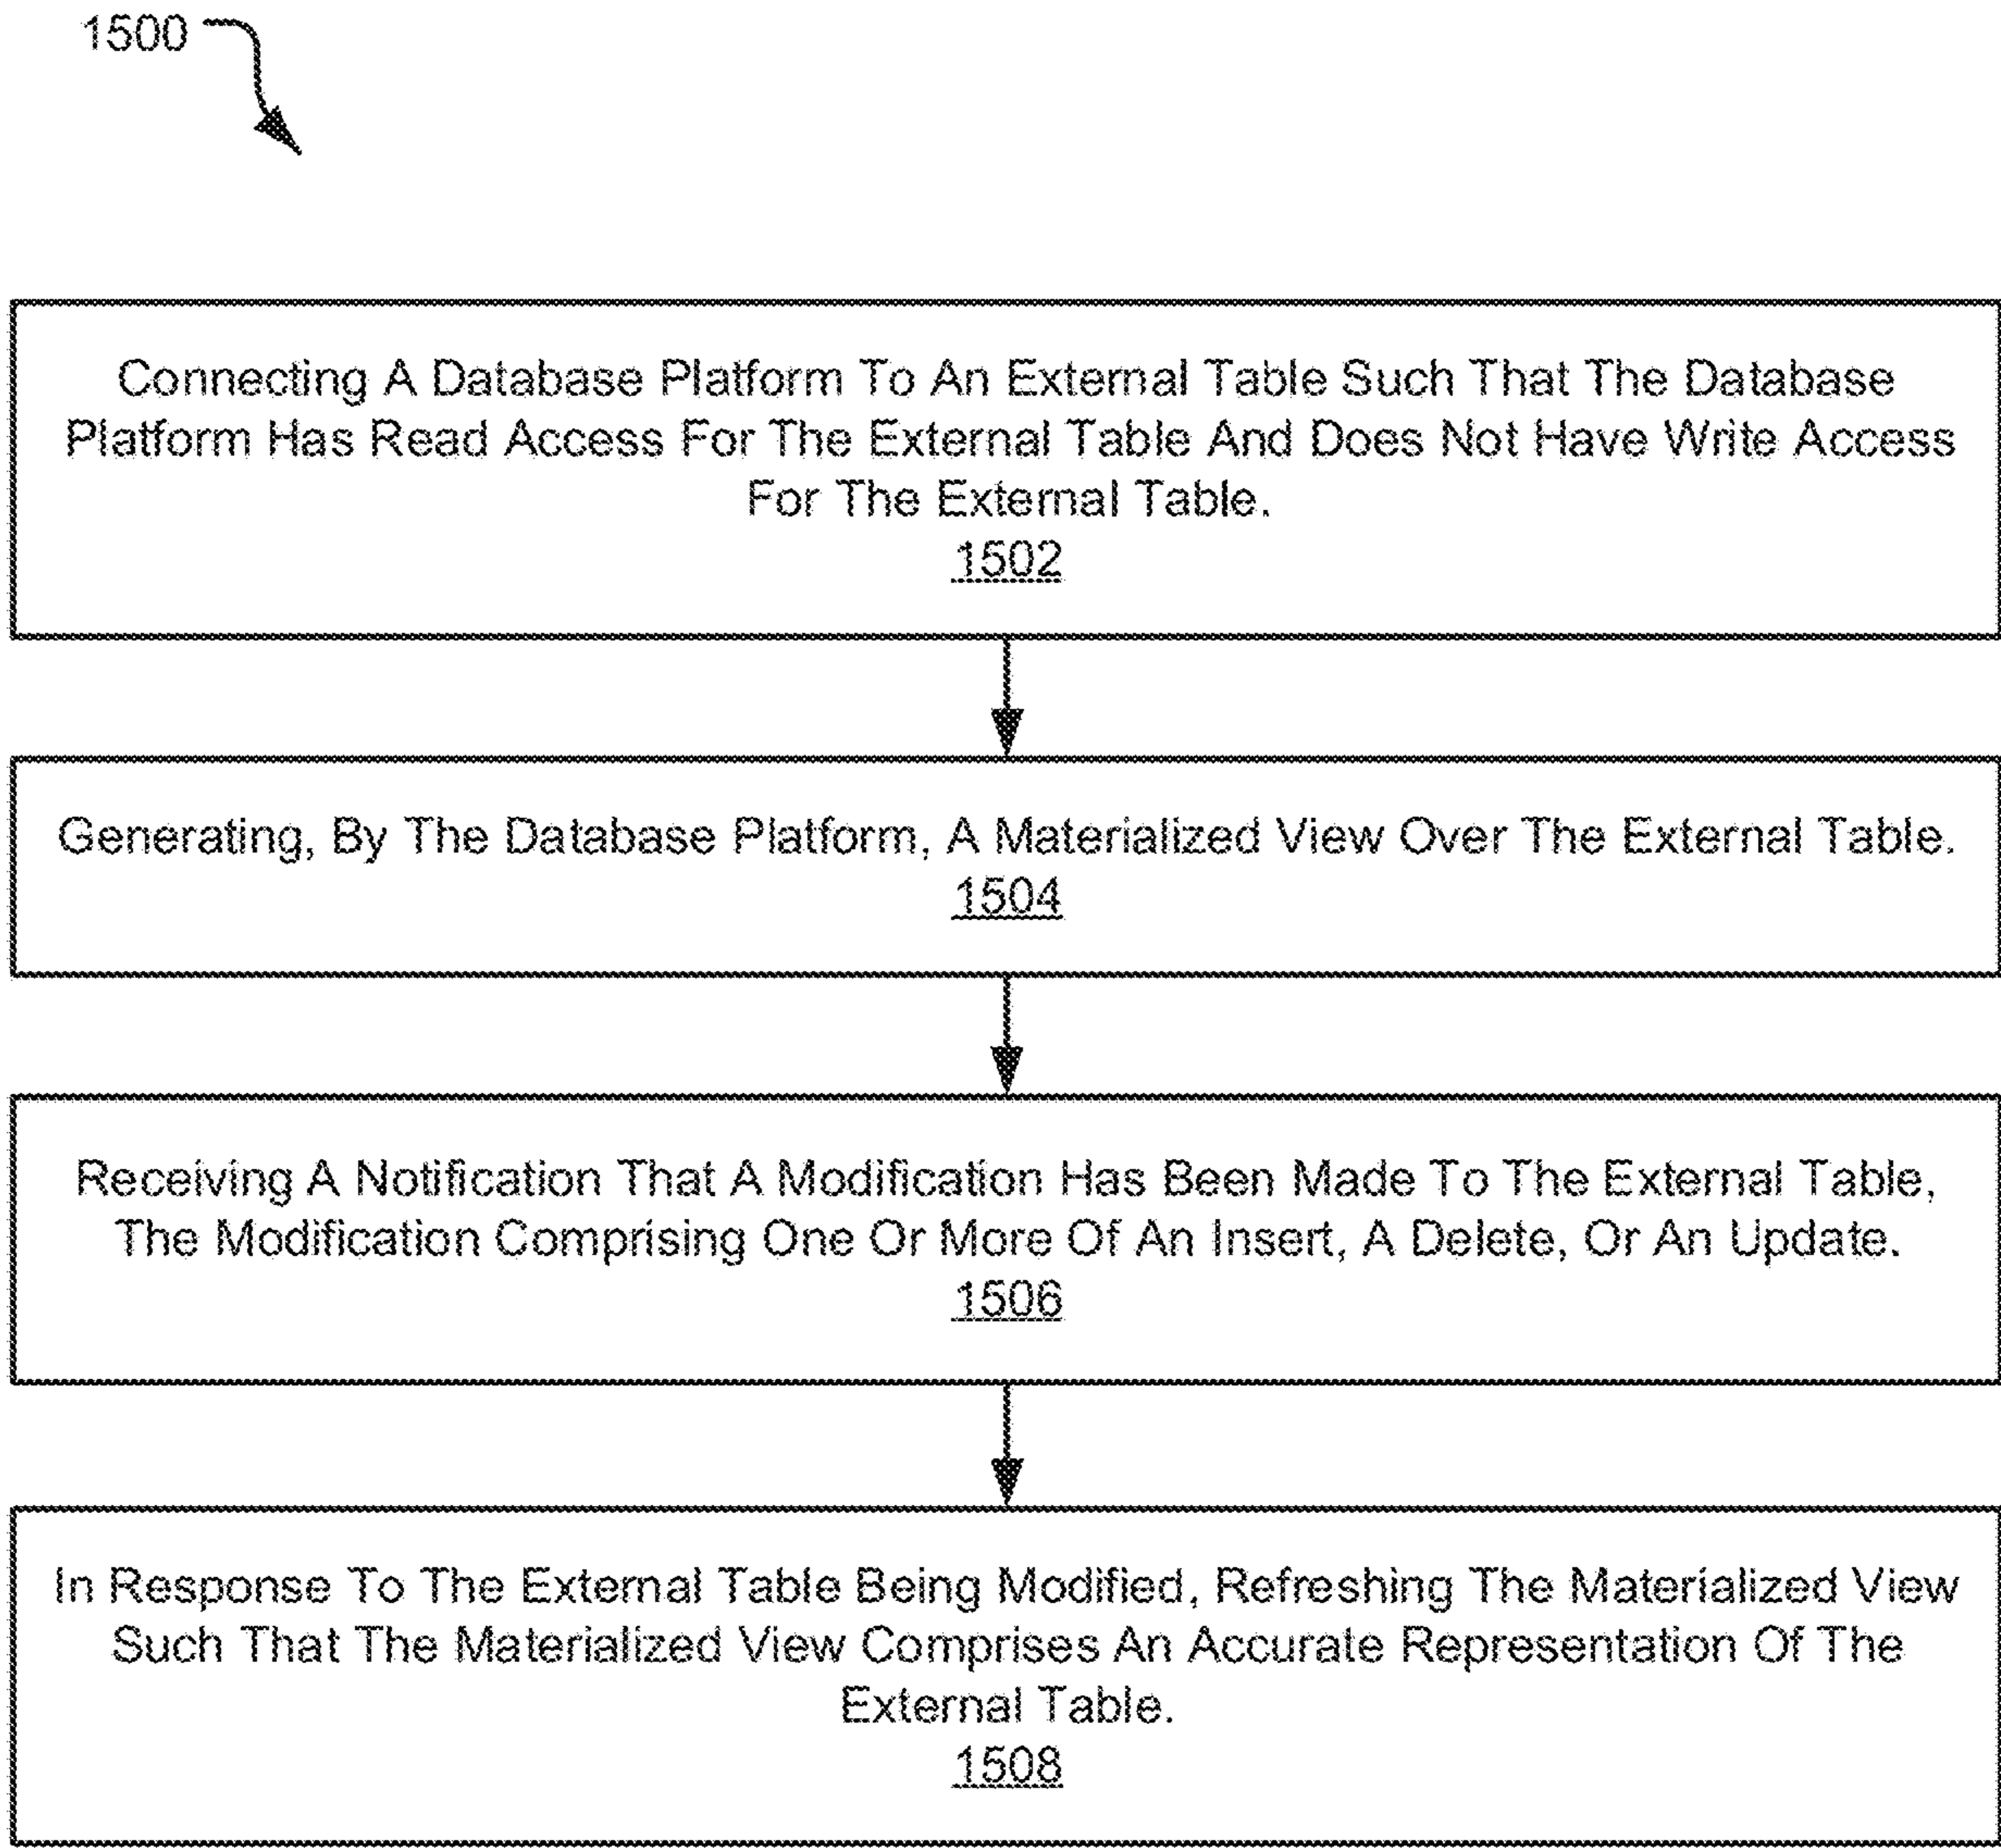 1500
Connecting A Database Platform To An External Table Such That The Database
Platform Has Read Access For The External Table And Does Not Have Write Access
For The External Table.
1502
Generating, By The Database Platform, A Materialized View Over The External Table.
1504
Receiving A Notification That A Modification Has Been Made To The External Table,
The Modification Comprising One Or More Of An Insert, A Delete, Or An Update.
1506
In Response To The External Table Being Modified, Refreshing The Materialized View
Such That The Materialized View Comprises An Accurate Representation Of The
External Table.
1508